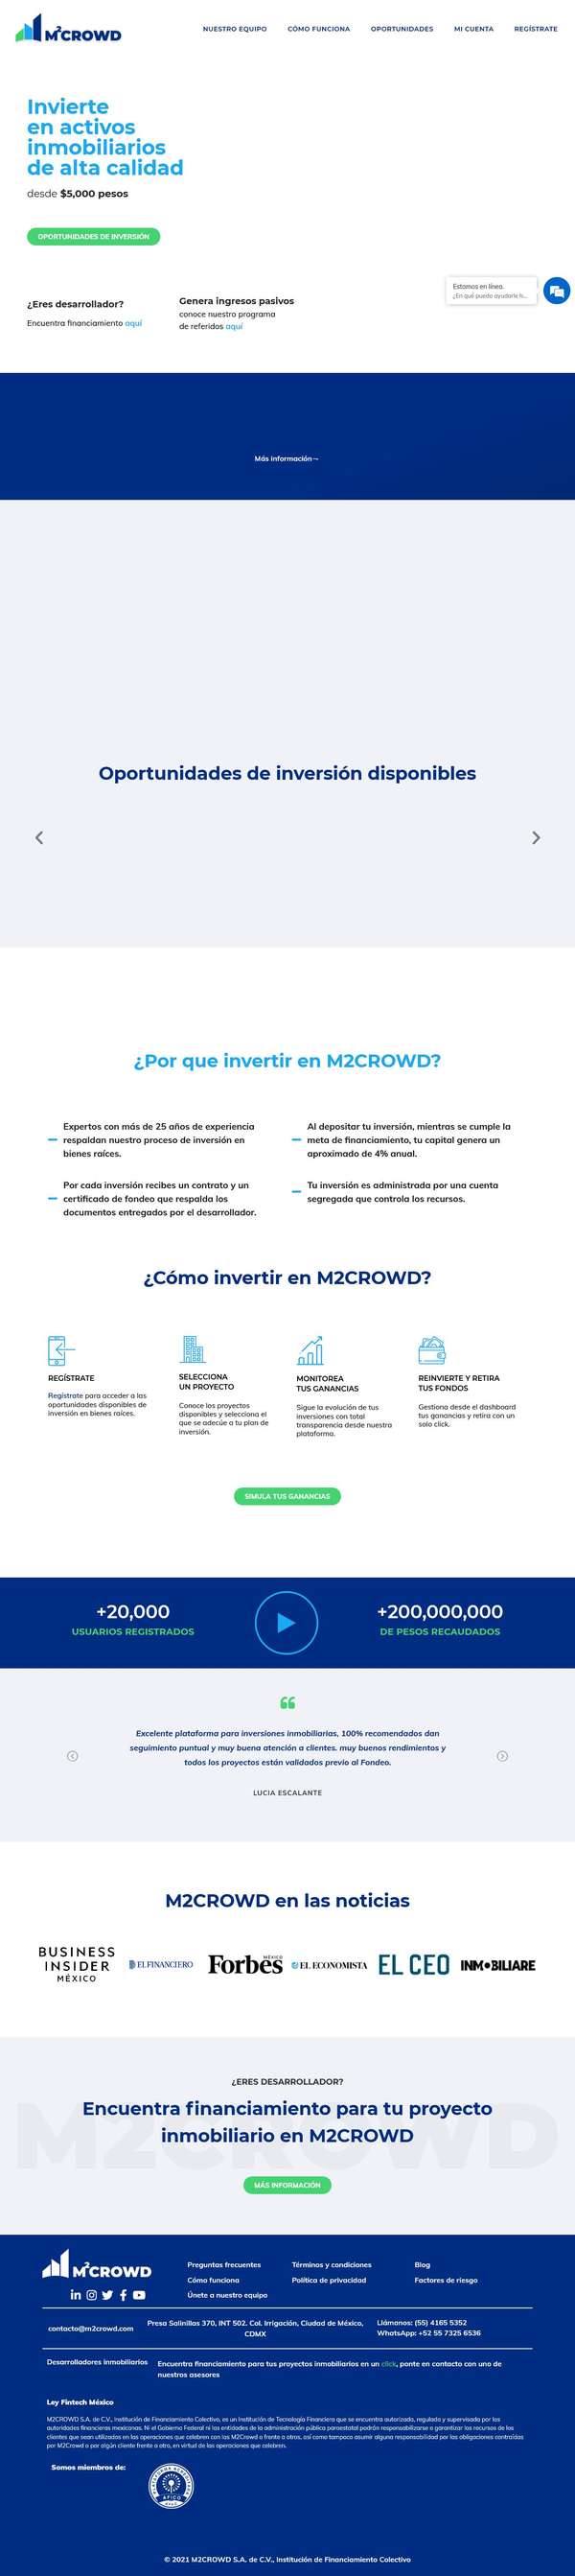 M²CROWD
NUESTRO EQUIPO CÓMO FUNCIONA OPORTUNIDADES MI CUENTA REGÍSTRATE
Invierte
en activos
inmobiliarios
de alta calidad
desde $5,000 pesos
OPORTUNIDADES DE INVERSIÓN
Estamos en línea.
¿En qué puedo ayudarle h...
¿Eres desarrollador?
Encuentra financiamiento aquí
Genera ingresos pasivos
conoce nuestro programa
de referidos aquí
Más información→
Oportunidades de inversión disponibles
¿Por que invertir en M2CROWD?
Expertos con más de 25 años de experiencia
respaldan nuestro proceso de inversión en
bienes raíces.
Al depositar tu inversión, mientras se cumple la
meta de financiamiento, tu capital genera un
aproximado de 4% anual.
Por cada inversión recibes un contrato y un
certificado de fondeo que respalda los
documentos entregados por el desarrollador.
Tu inversión es administrada por una cuenta
segregada que controla los recursos.
¿Cómo invertir en M2CROWD?
REGÍSTRATE
Regístrate para acceder a las
oportunidades disponibles de
inversión en bienes raíces.
SELECCIONA
UN PROYECTO
Conoce los proyectos
disponibles y selecciona el
que se adecúe a tu plan de
inversión.
MONITOREA
TUS GANANCIAS
Sigue la evolución de tus
inversiones con total
transparencia desde nuestra
plataforma.
REINVIERTE Y RETIRA
TUS FONDOS
Gestiona desde el dashboard
tus ganancias y retira con un
solo click.
SIMULA TUS GANANCIAS
+20,000
USUARIOS REGISTRADOS
+200,000,000
DE PESOS RECAUDADOS
Excelente plataforma para inversiones inmobiliarias, 100% recomendados dan
seguimiento puntual y muy buena atención a clientes. muy buenos rendimientos y
todos los proyectos están validados previo al Fondeo.
LUCIA ESCALANTE
M2CROWD en las noticias
BUSINESS
INSIDER
MÉXICO
EL FINANCIERO
Forbes MÉXICO
EL ECONOMISTA
EL CEO
INMOBILIARE
¿ERES DESARROLLADOR?
M2CROWD
Encuentra financiamiento para tu proyecto
inmobiliario en M2CROWD
MÁS INFORMACIÓN
M²CROWD
Preguntas frecuentes Términos y condiciones Blog
Cómo funciona Política de privacidad Factores de riesgo
Únete a nuestro equipo
contacto@m2crowd.com
Presa Salinillas 370, INT 502. Col. Irrigación, Ciudad de México,
CDMX
Llámanos: (55) 4165 5352
WhatsApp: +52 55 7325 6536
Desarrolladores inmobiliarios
Encuentra financiamiento para tus proyectos inmobiliarios en un click, ponte en contacto con uno de
nuestros asesores
Ley Fintech México
M2CROWD S.A. de C.V., Institución de Financiamiento Colectivo, es un Institución de Tecnología Financiera que se encuentra autorizada, regulada y supervisada por las
autoridades financieras mexicanas. Ni el Gobierno Federal ni las entidades de la administración pública paraestatal podrán responsabilizarse o garantizar los recursos de los
clientes que sean utilizados en las operaciones que celebren con las M2Crowd o frente a otros, así como tampoco asumir alguna responsabilidad por las obligaciones contraídas
por M2Crowd o por algún cliente frente a otro, en virtud de las operaciones que celebren.
Somos miembros de:
AFICO
© 2021 M2CROWD S.A. de C.V., Institución de Financiamiento Colectivo